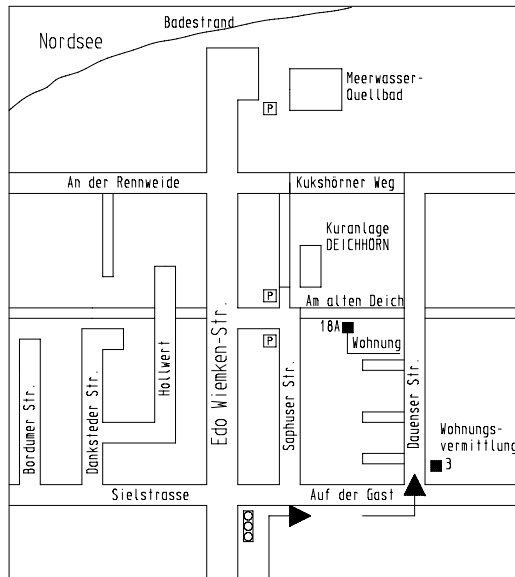 Badestrand
Nordsee
Meerwasser-
Quellbad
P
An der Rennweide
Kukshörner Weg
Kuranlage
DEICHHÖRN
P
Am alten Deich
18A
Wohnung
P
Edo Wiemken-Str.
Hollwert
Bordumer Str.
Danksteder Str.
Saphuser Str.
Dauenser Str.
Wohnungs-
vermittlung
3
Sielstrasse
Auf der Gast